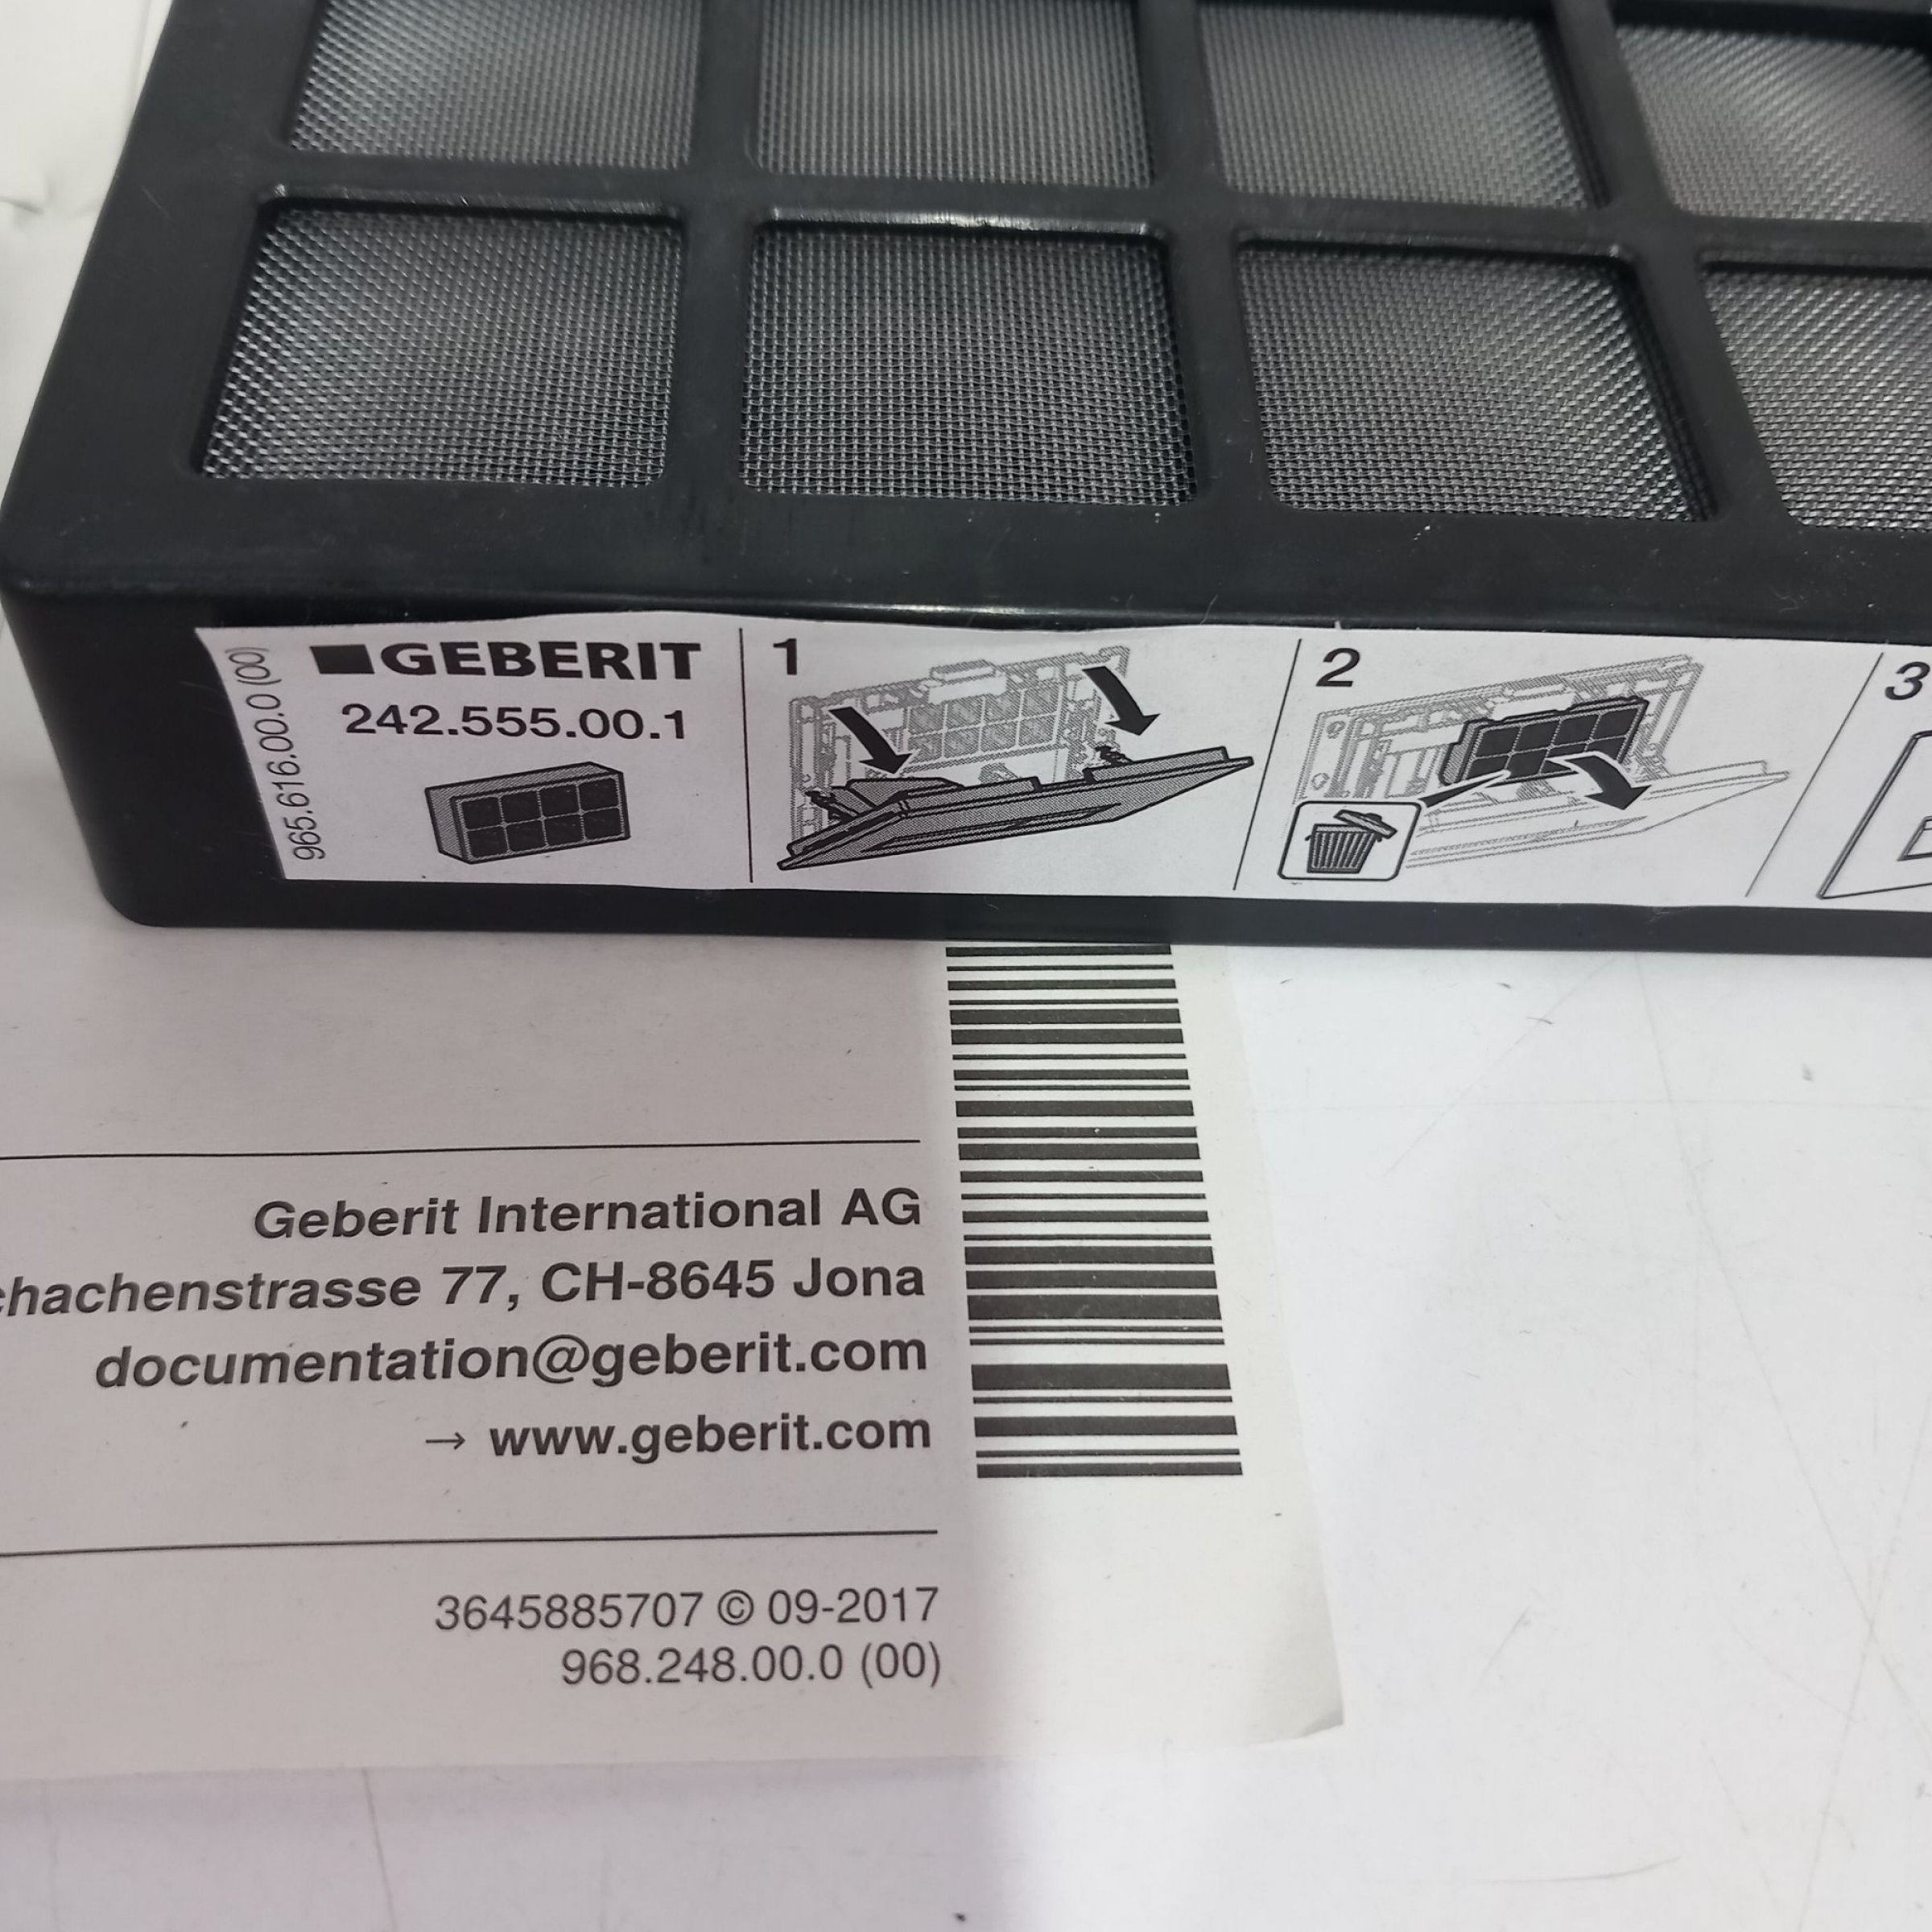 965.616.00.0 (00)
GEBERIT
242.555.00.1
1
2
3
Geberit International AG
chachenstrasse 77, CH-8645 Jona
documentation@geberit.com
→ www.geberit.com
3645885707 © 09-2017
968.248.00.0 (00)